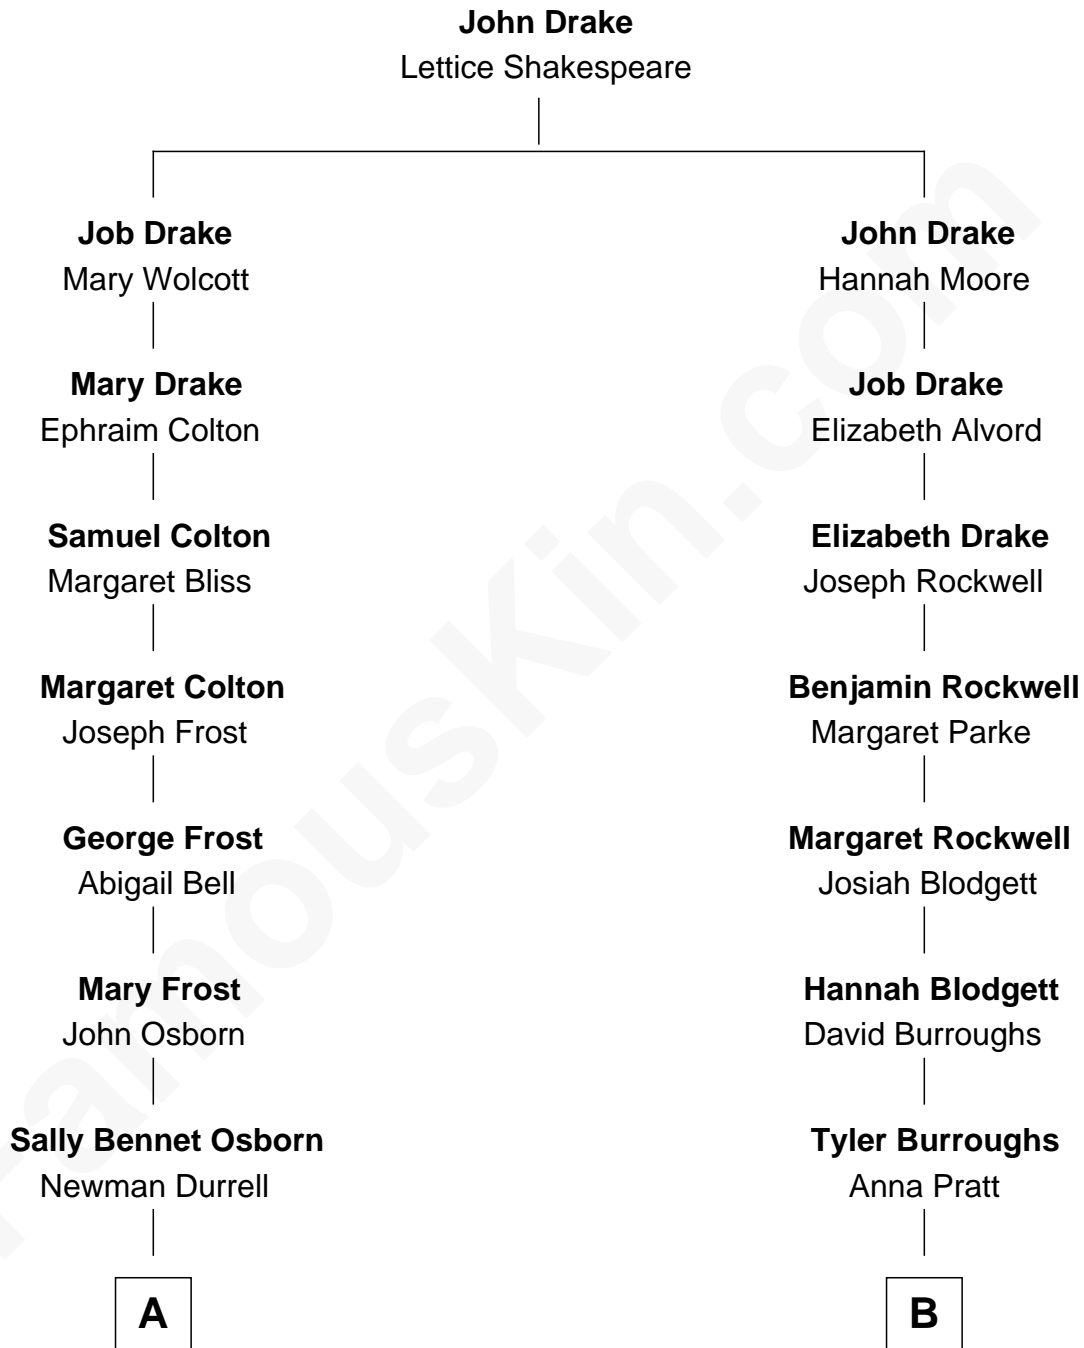 John Drake
Lettice Shakespeare
Job Drake
Mary Wolcott
Mary Drake
Ephraim Colton
Samuel Colton
Margaret Bliss
Margaret Colton
Joseph Frost
George Frost
Abigail Bell
Mary Frost
John Osborn
Sally Bennet Osborn
Newman Durrell
A
John Drake
Hannah Moore
Job Drake
Elizabeth Alvord
Elizabeth Drake
Joseph Rockwell
Benjamin Rockwell
Margaret Parke
Margaret Rockwell
Josiah Blodgett
Hannah Blodgett
David Burroughs
Tyler Burroughs
Anna Pratt
B
FamousKin.com